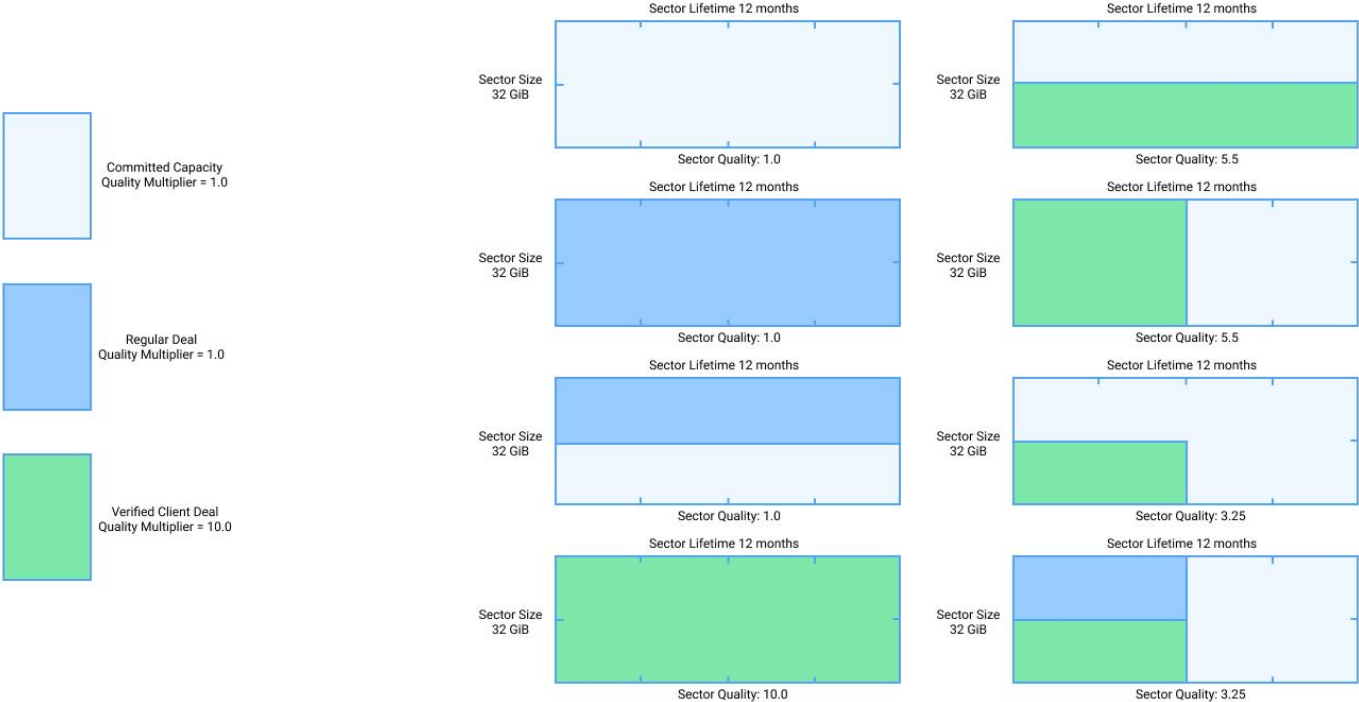 Committed Capacity
Quality Multiplier = 1.0
Regular Deal
Quality Multiplier = 1.0
Verified Client Deal
Quality Multiplier = 10.0
Sector Lifetime 12 months
Sector Size
32 GiB
Sector Quality: 1.0
Sector Lifetime 12 months
Sector Size
32 GiB
Sector Quality: 1.0
Sector Lifetime 12 months
Sector Size
32 GiB
Sector Quality: 1.0
Sector Lifetime 12 months
Sector Size
32 GiB
Sector Quality: 10.0
Sector Lifetime 12 months
Sector Size
32 GiB
Sector Quality: 5.5
Sector Lifetime 12 months
Sector Size
32 GiB
Sector Quality: 5.5
Sector Lifetime 12 months
Sector Size
32 GiB
Sector Quality: 3.25
Sector Lifetime 12 months
Sector Size
32 GiB
Sector Quality: 3.25